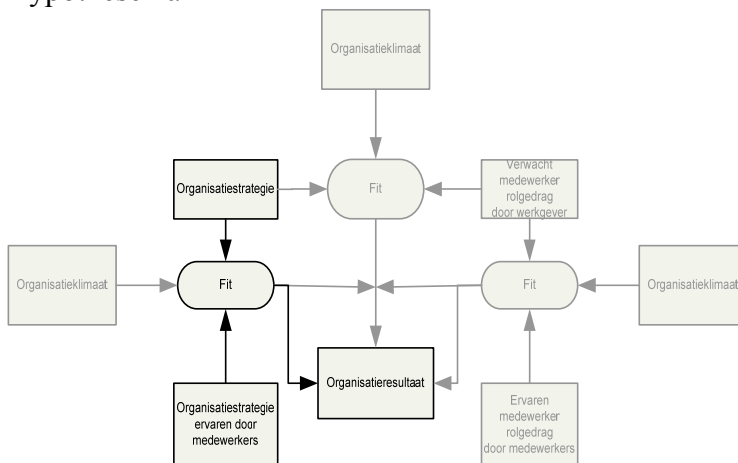 Organisatieklimaat
Organisatiestrategie
Fit
Verwacht
medewerker
rolgedrag
door werkgever
Organisatieklimaat
Fit
Fit
Organisatieklimaat
Organisatieresultaat
Organisatiestrategie
ervaren door
medewerkers
Ervaren
medewerker
rolgedrag
door medewerkers